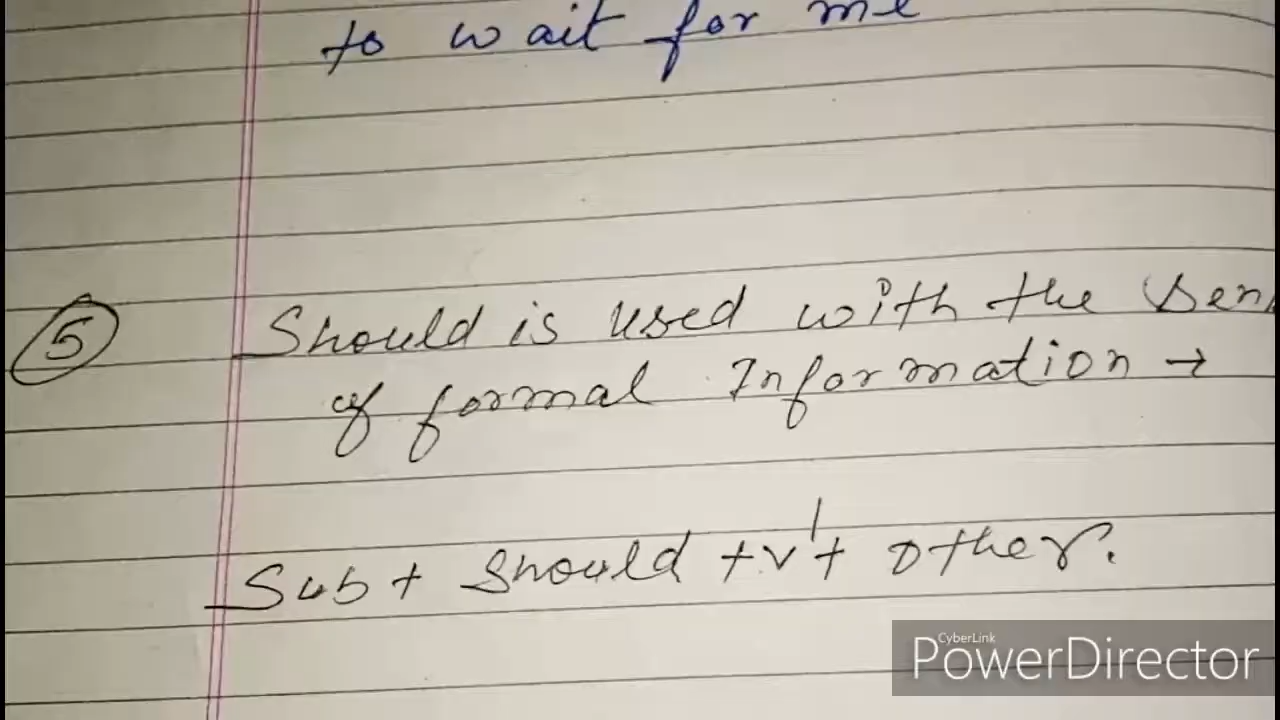 to wait for me
⑤ Should is used with the Sen
of formal Information →
Sub + Should + V¹ + other.
CyberLink
PowerDirector